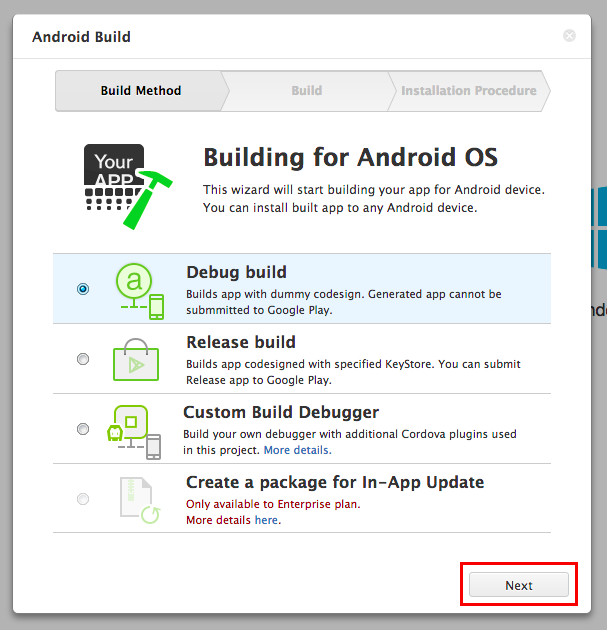 Android Build
Build Method
Build
Installation Procedure
Your
APP
Building for Android OS
This wizard will start building your app for Android device.
You can install built app to any Android device.
a
Debug build
Builds app with dummy codesign. Generated app cannot be
submmitted to Google Play.
Release build
Builds app codesigned with specified KeyStore. You can submit
Release app to Google Play.
Custom Build Debugger
Build your own debugger with additional Cordova plugins used
in this project. More details.
Create a package for In-App Update
Only available to Enterprise plan.
More details here.
Next